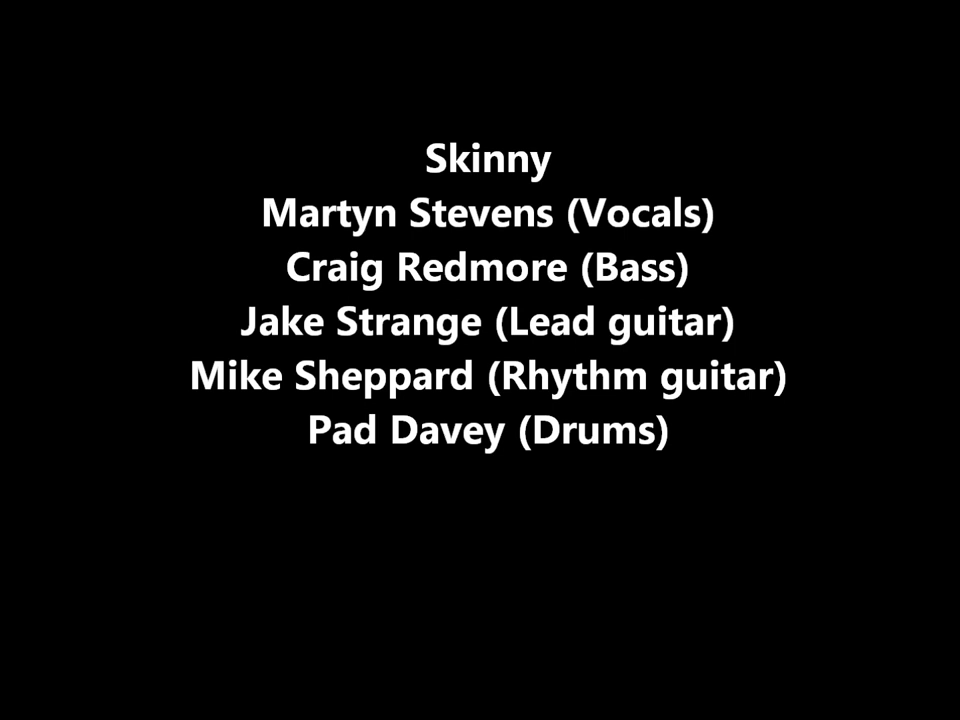 Skinny
Martyn Stevens (Vocals)
Craig Redmore (Bass)
Jake Strange (Lead guitar)
Mike Sheppard (Rhythm guitar)
Pad Davey (Drums)